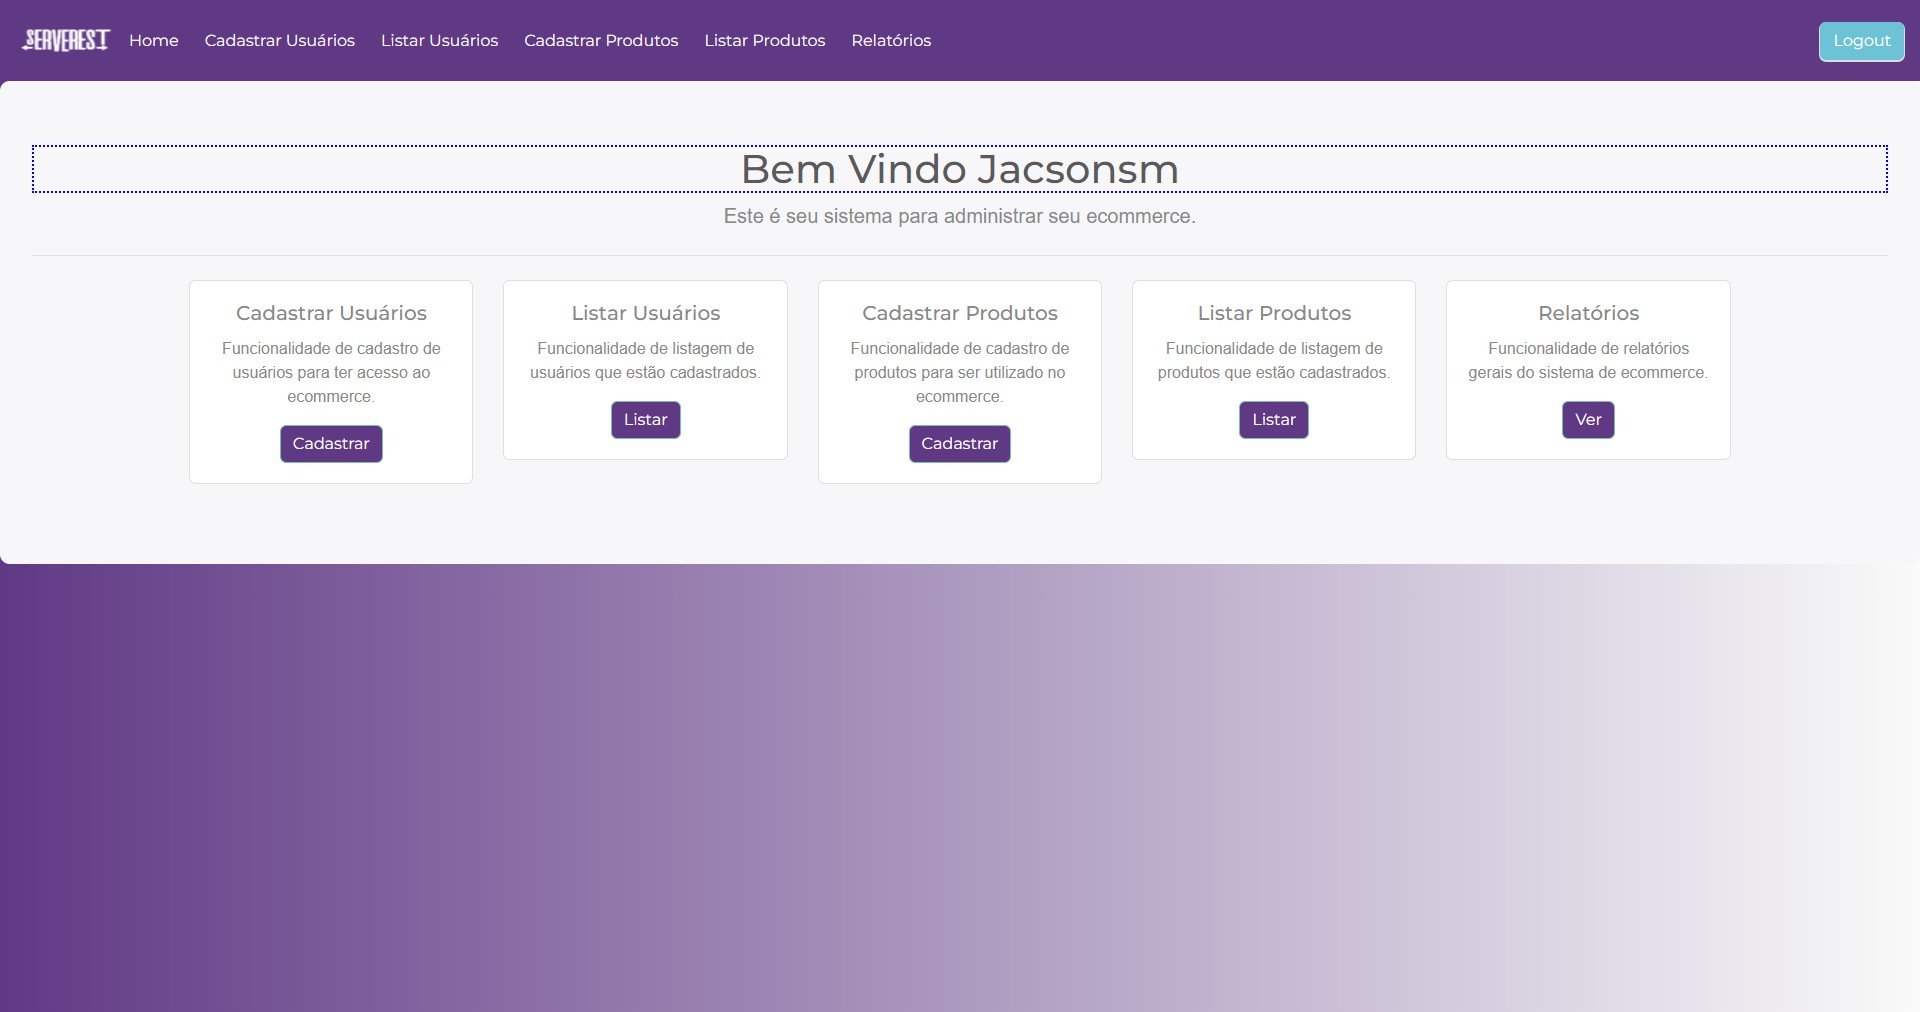 SERVEREST Home Cadastrar Usuários Listar Usuários Cadastrar Produtos Listar Produtos Relatórios Logout
Bem Vindo Jacsonsm
Este é seu sistema para administrar seu ecommerce.
Cadastrar Usuários
Funcionalidade de cadastro de
usuários para ter acesso ao
ecommerce.
Cadastrar
Listar Usuários
Funcionalidade de listagem de
usuários que estão cadastrados.
Listar
Cadastrar Produtos
Funcionalidade de cadastro de
produtos para ser utilizado no
ecommerce.
Cadastrar
Listar Produtos
Funcionalidade de listagem de
produtos que estão cadastrados.
Listar
Relatórios
Funcionalidade de relatórios
gerais do sistema de ecommerce.
Ver